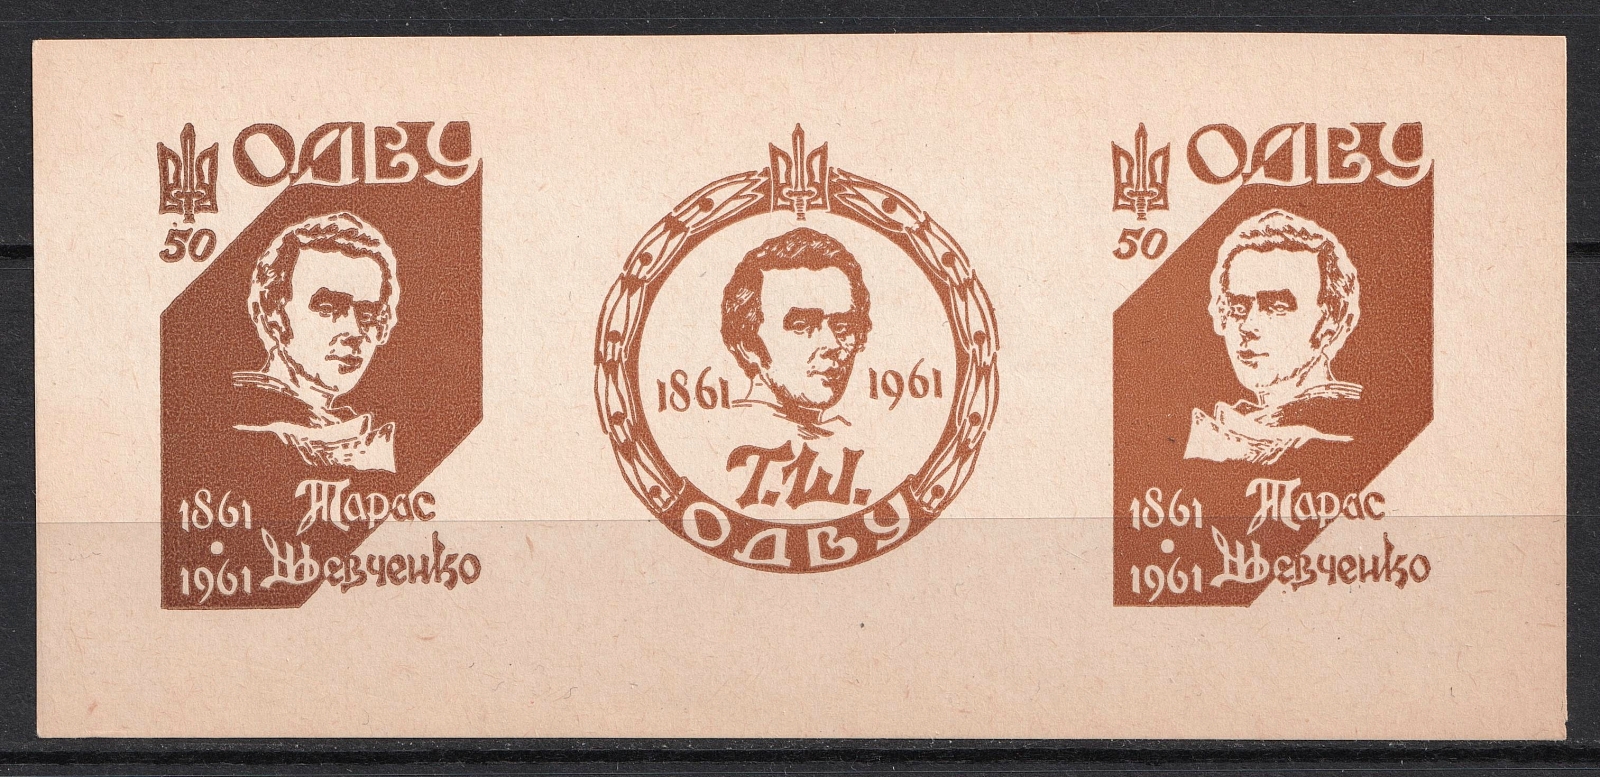 ОДВУ
50
1861
1961
Тарас
Шевченко
1861 1961
Т.Ш.
ОДВУ
ОДВУ
50
1861
1961
Тарас
Шевченко